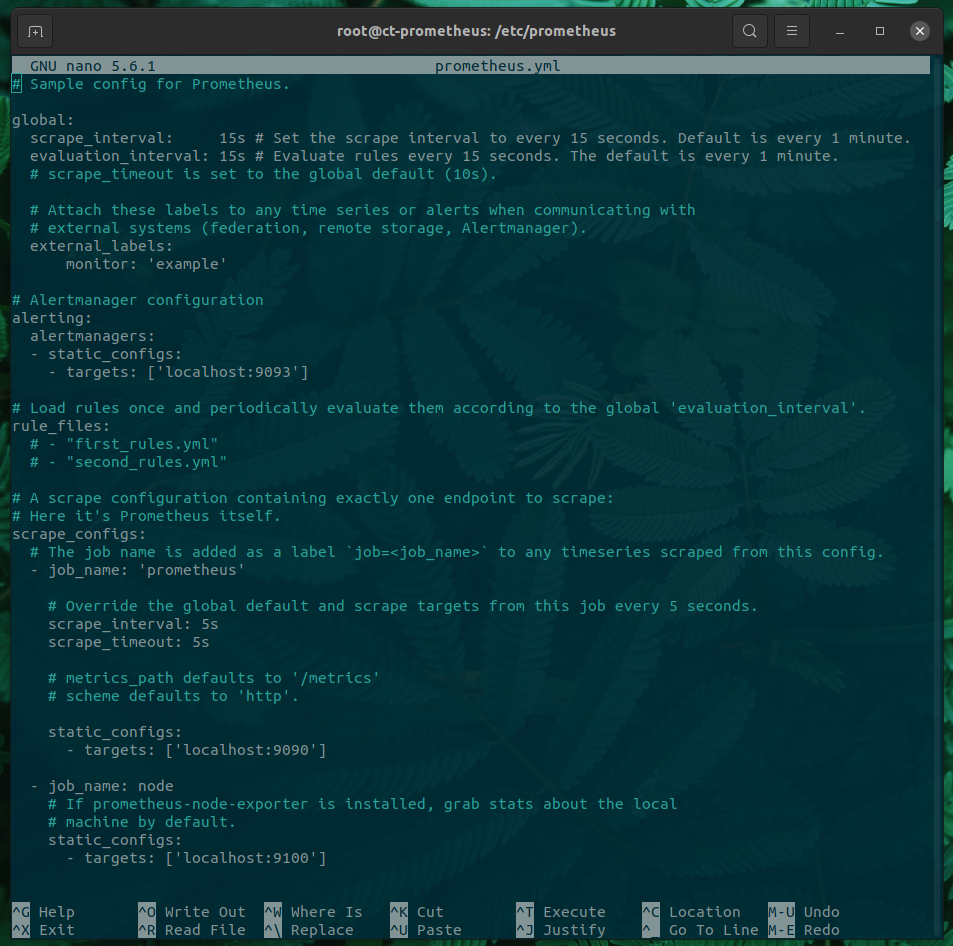 root@ct-prometheus: /etc/prometheus
GNU nano 5.6.1 prometheus.yml
# Sample config for Prometheus.

global:
  scrape_interval:     15s # Set the scrape interval to every 15 seconds. Default is every 1 minute.
  evaluation_interval: 15s # Evaluate rules every 15 seconds. The default is every 1 minute.
  # scrape_timeout is set to the global default (10s).

  # Attach these labels to any time series or alerts when communicating with
  # external systems (federation, remote storage, Alertmanager).
  external_labels:
      monitor: 'example'

# Alertmanager configuration
alerting:
  alertmanagers:
  - static_configs:
    - targets: ['localhost:9093']

# Load rules once and periodically evaluate them according to the global 'evaluation_interval'.
rule_files:
  # - "first_rules.yml"
  # - "second_rules.yml"

# A scrape configuration containing exactly one endpoint to scrape:
# Here it's Prometheus itself.
scrape_configs:
  # The job name is added as a label `job=<job_name>` to any timeseries scraped from this config.
  - job_name: 'prometheus'

    # Override the global default and scrape targets from this job every 5 seconds.
    scrape_interval: 5s
    scrape_timeout: 5s

    # metrics_path defaults to '/metrics'
    # scheme defaults to 'http'.

    static_configs:
      - targets: ['localhost:9090']

  - job_name: node
    # If prometheus-node-exporter is installed, grab stats about the local
    # machine by default.
    static_configs:
      - targets: ['localhost:9100']

^G Help ^O Write Out ^W Where Is ^K Cut ^T Execute ^C Location M-U Undo
^X Exit ^R Read File ^\ Replace ^U Paste ^J Justify ^_ Go To Line M-E Redo